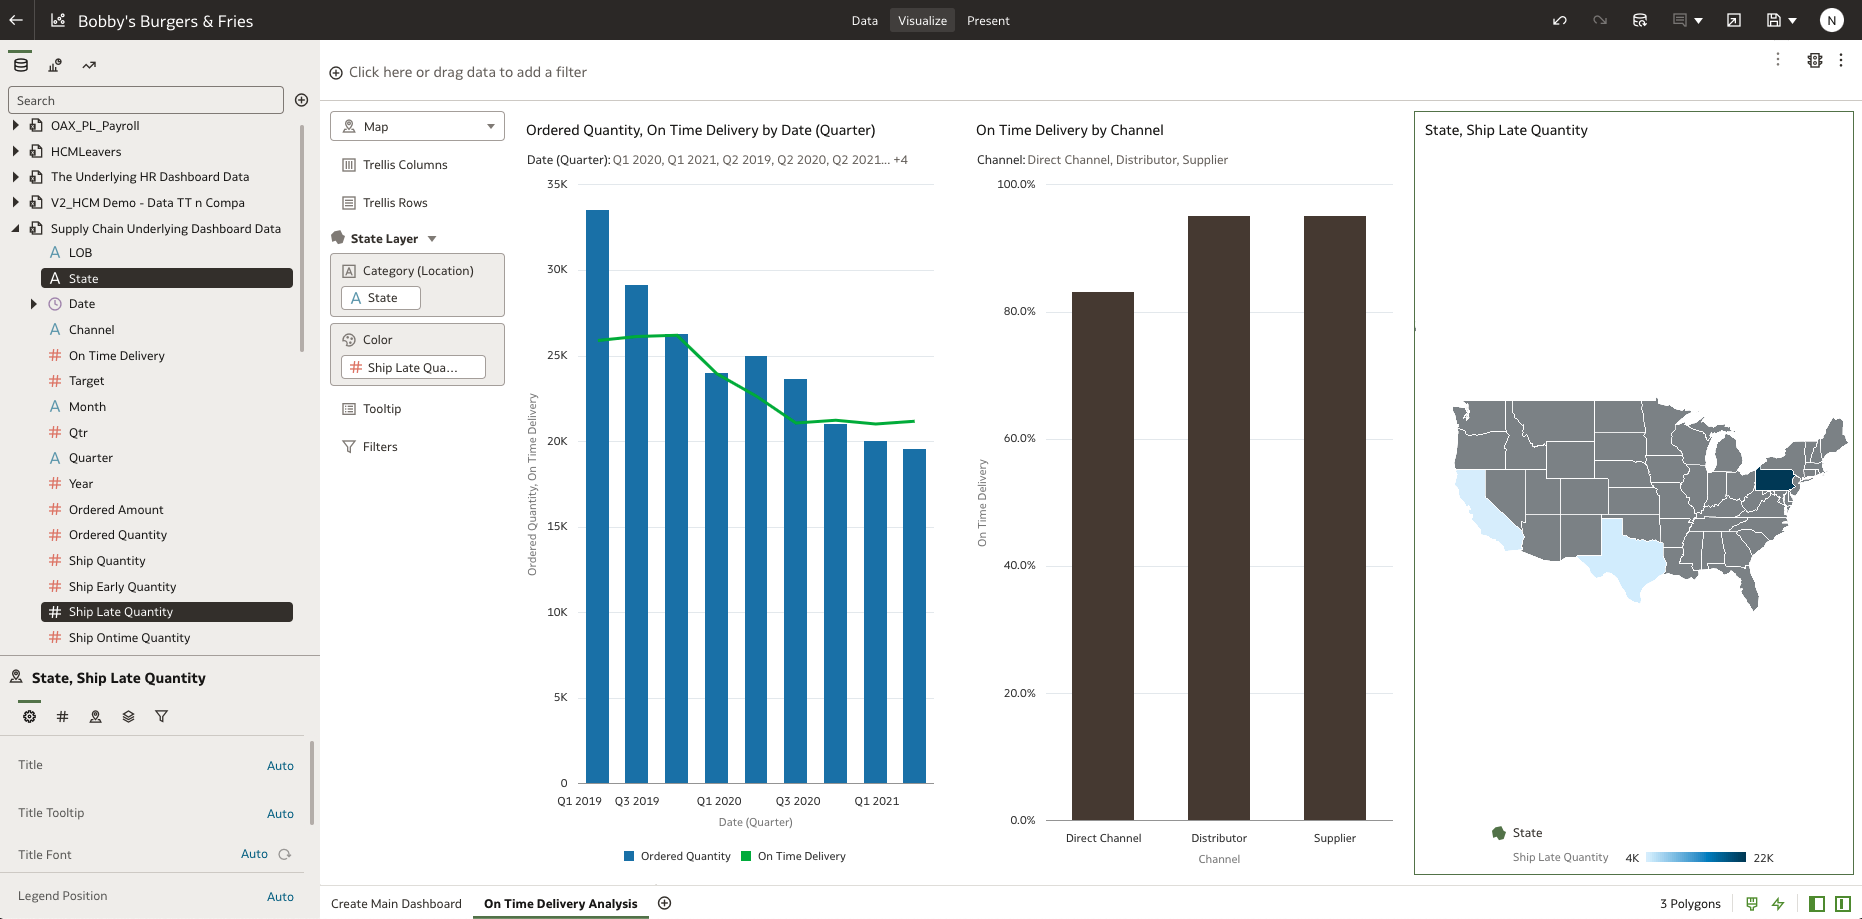 Bobby's Burgers & Fries
Data Visualize Present
N
Search
OAX_PL_Payroll
HCMLeavers
The Underlying HR Dashboard Data
V2_HCM Demo - Data TT n Compa
Supply Chain Underlying Dashboard Data
A LOB
A State
Date
A Channel
# On Time Delivery
# Target
A Month
# Qtr
A Quarter
# Year
# Ordered Amount
# Ordered Quantity
# Ship Quantity
# Ship Early Quantity
# Ship Late Quantity
# Ship Ontime Quantity
State, Ship Late Quantity
#
Title Auto
Title Tooltip Auto
Title Font Auto
Legend Position Auto
Click here or drag data to add a filter
Map
Trellis Columns
Trellis Rows
State Layer
A Category (Location)
A State
Color
# Ship Late Qua...
Tooltip
Filters
Ordered Quantity, On Time Delivery by Date (Quarter)
Date (Quarter): Q1 2020, Q1 2021, Q2 2019, Q2 2020, Q2 2021... +4
Ordered Quantity, On Time Delivery
35K
30K
25K
20K
15K
10K
5K
0
Q1 2019 Q3 2019 Q1 2020 Q3 2020 Q1 2021
Date (Quarter)
Ordered Quantity On Time Delivery
On Time Delivery by Channel
Channel: Direct Channel, Distributor, Supplier
On Time Delivery
100.0%
80.0%
60.0%
40.0%
20.0%
0.0%
Direct Channel Distributor Supplier
Channel
State, Ship Late Quantity
State
Ship Late Quantity 4K 22K
Create Main Dashboard On Time Delivery Analysis
3 Polygons